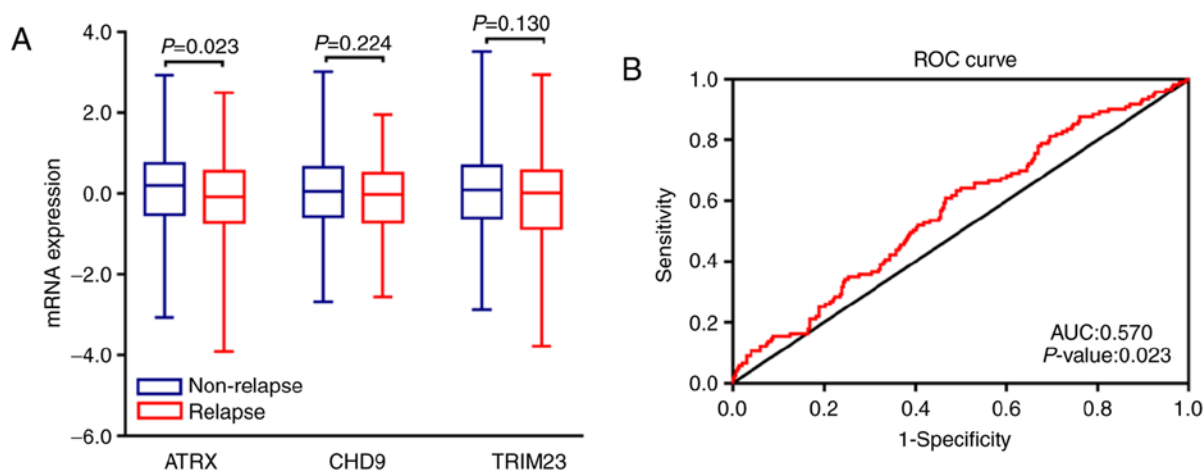 A
4.0
2.0
0.0
−2.0
−4.0
−6.0
mRNA expression
P=0.023
P=0.224
P=0.130
Non-relapse
Relapse
ATRX
CHD9
TRIM23
B
ROC curve
1.0
0.8
0.6
0.4
0.2
0.0
Sensitivity
AUC:0.570
P-value:0.023
0.0
0.2
0.4
0.6
0.8
1.0
1-Specificity